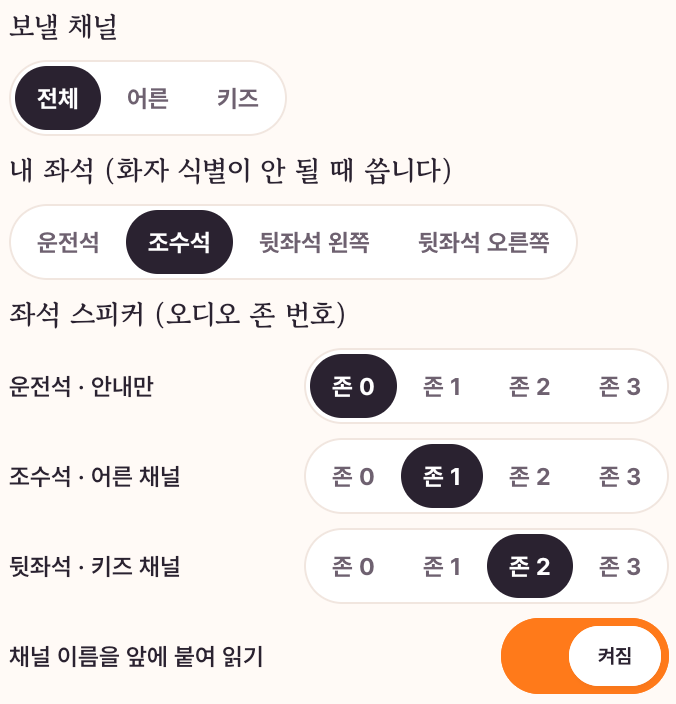 보낼 채널
전체 어른 키즈
내 좌석 (화자 식별이 안 될 때 씁니다)
운전석 조수석 뒷좌석 왼쪽 뒷좌석 오른쪽
좌석 스피커 (오디오 존 번호)
운전석 · 안내만 존 0 존 1 존 2 존 3
조수석 · 어른 채널 존 0 존 1 존 2 존 3
뒷좌석 · 키즈 채널 존 0 존 1 존 2 존 3
채널 이름을 앞에 붙여 읽기 켜짐